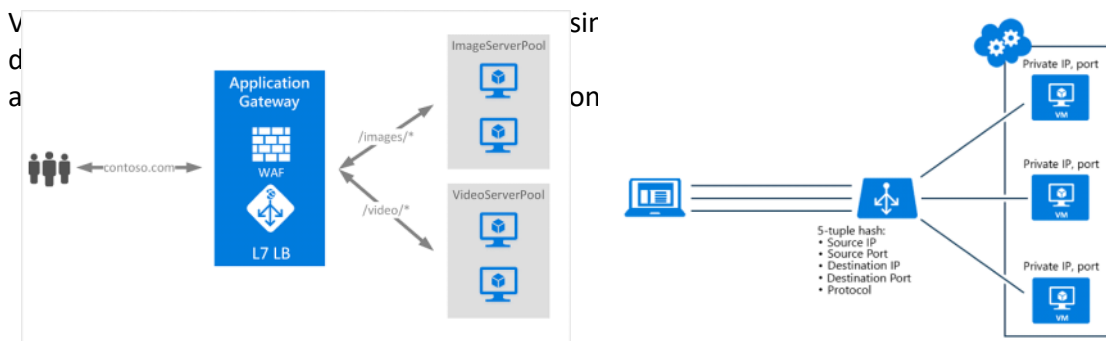 ImageServerPool
Application
Gateway
/images/*
contoso.com
WAF
/video/*
VideoServerPool
L7 LB
Private IP, port
VM
Private IP, port
VM
5-tuple hash:
• Source IP
• Source Port
• Destination IP
• Destination Port
• Protocol
Private IP, port
VM